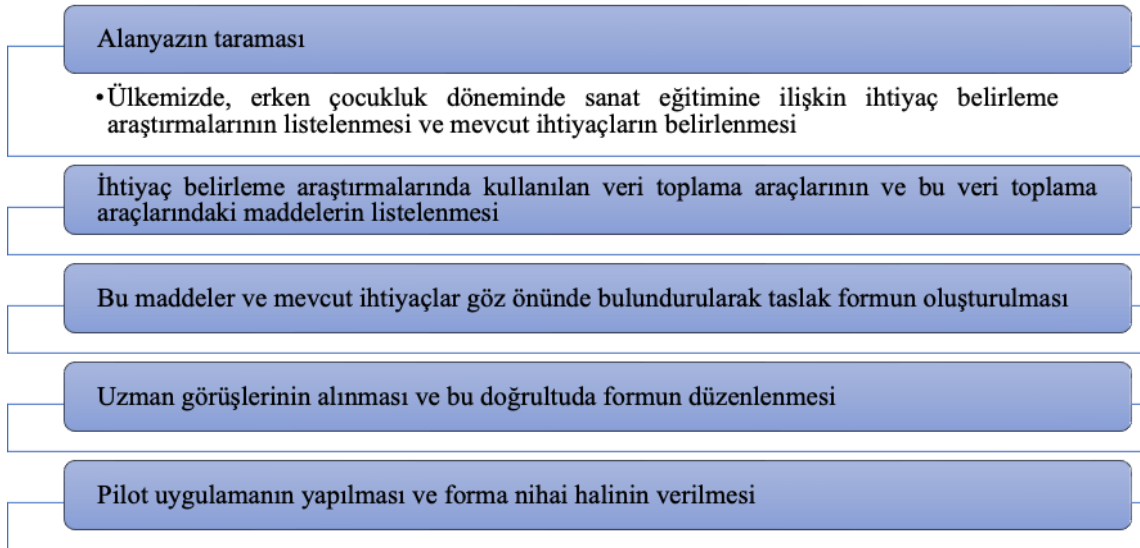 Alanyazın taraması
•Ülkemizde, erken çocukluk döneminde sanat eğitimine ilişkin ihtiyaç belirleme
araştırmalarının listelenmesi ve mevcut ihtiyaçların belirlenmesi
İhtiyaç belirleme araştırmalarında kullanılan veri toplama araçlarının ve bu veri toplama
araçlarındaki maddelerin listelenmesi
Bu maddeler ve mevcut ihtiyaçlar göz önünde bulundurularak taslak formun oluşturulması
Uzman görüşlerinin alınması ve bu doğrultuda formun düzenlenmesi
Pilot uygulamanın yapılması ve forma nihai halinin verilmesi